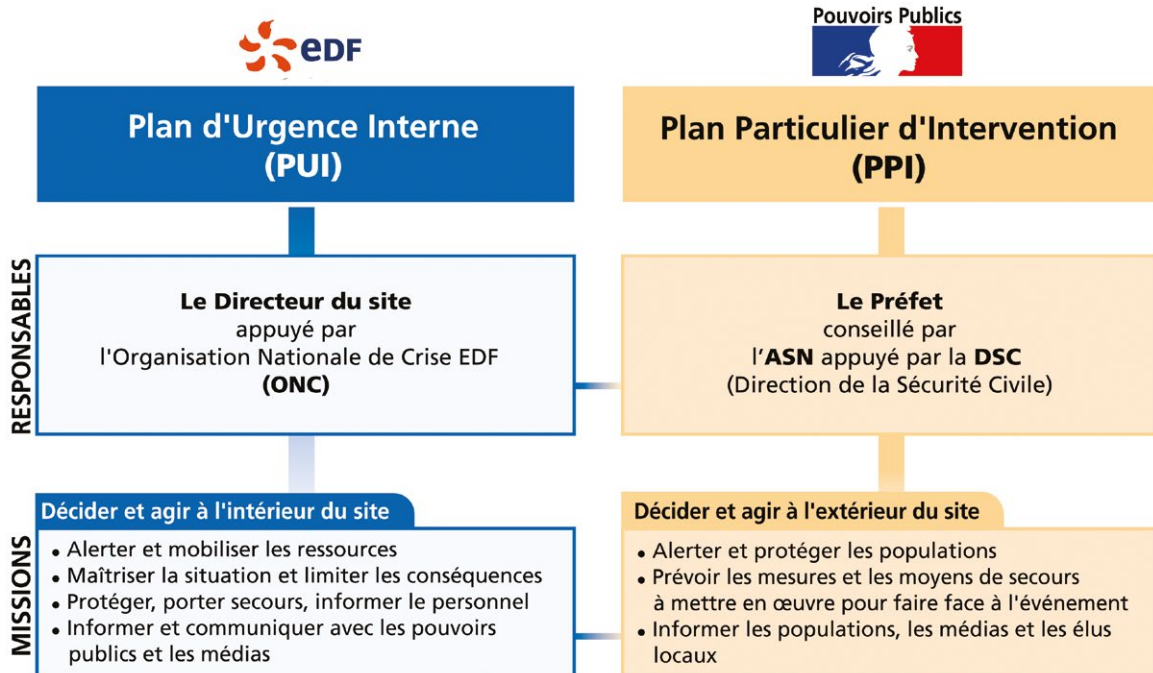 eDF
Pouvoirs Publics
Plan d'Urgence Interne
(PUI)
Plan Particulier d'Intervention
(PPI)
RESPONSABLES
Le Directeur du site
appuyé par
l'Organisation Nationale de Crise EDF
(ONC)
Le Préfet
conseillé par
l'ASN appuyé par la DSC
(Direction de la Sécurité Civile)
MISSIONS
Décider et agir à l'intérieur du site
• Alerter et mobiliser les ressources
• Maîtriser la situation et limiter les conséquences
• Protéger, porter secours, informer le personnel
• Informer et communiquer avec les pouvoirs
publics et les médias
Décider et agir à l'extérieur du site
• Alerter et protéger les populations
• Prévoir les mesures et les moyens de secours
à mettre en œuvre pour faire face à l'événement
• Informer les populations, les médias et les élus
locaux